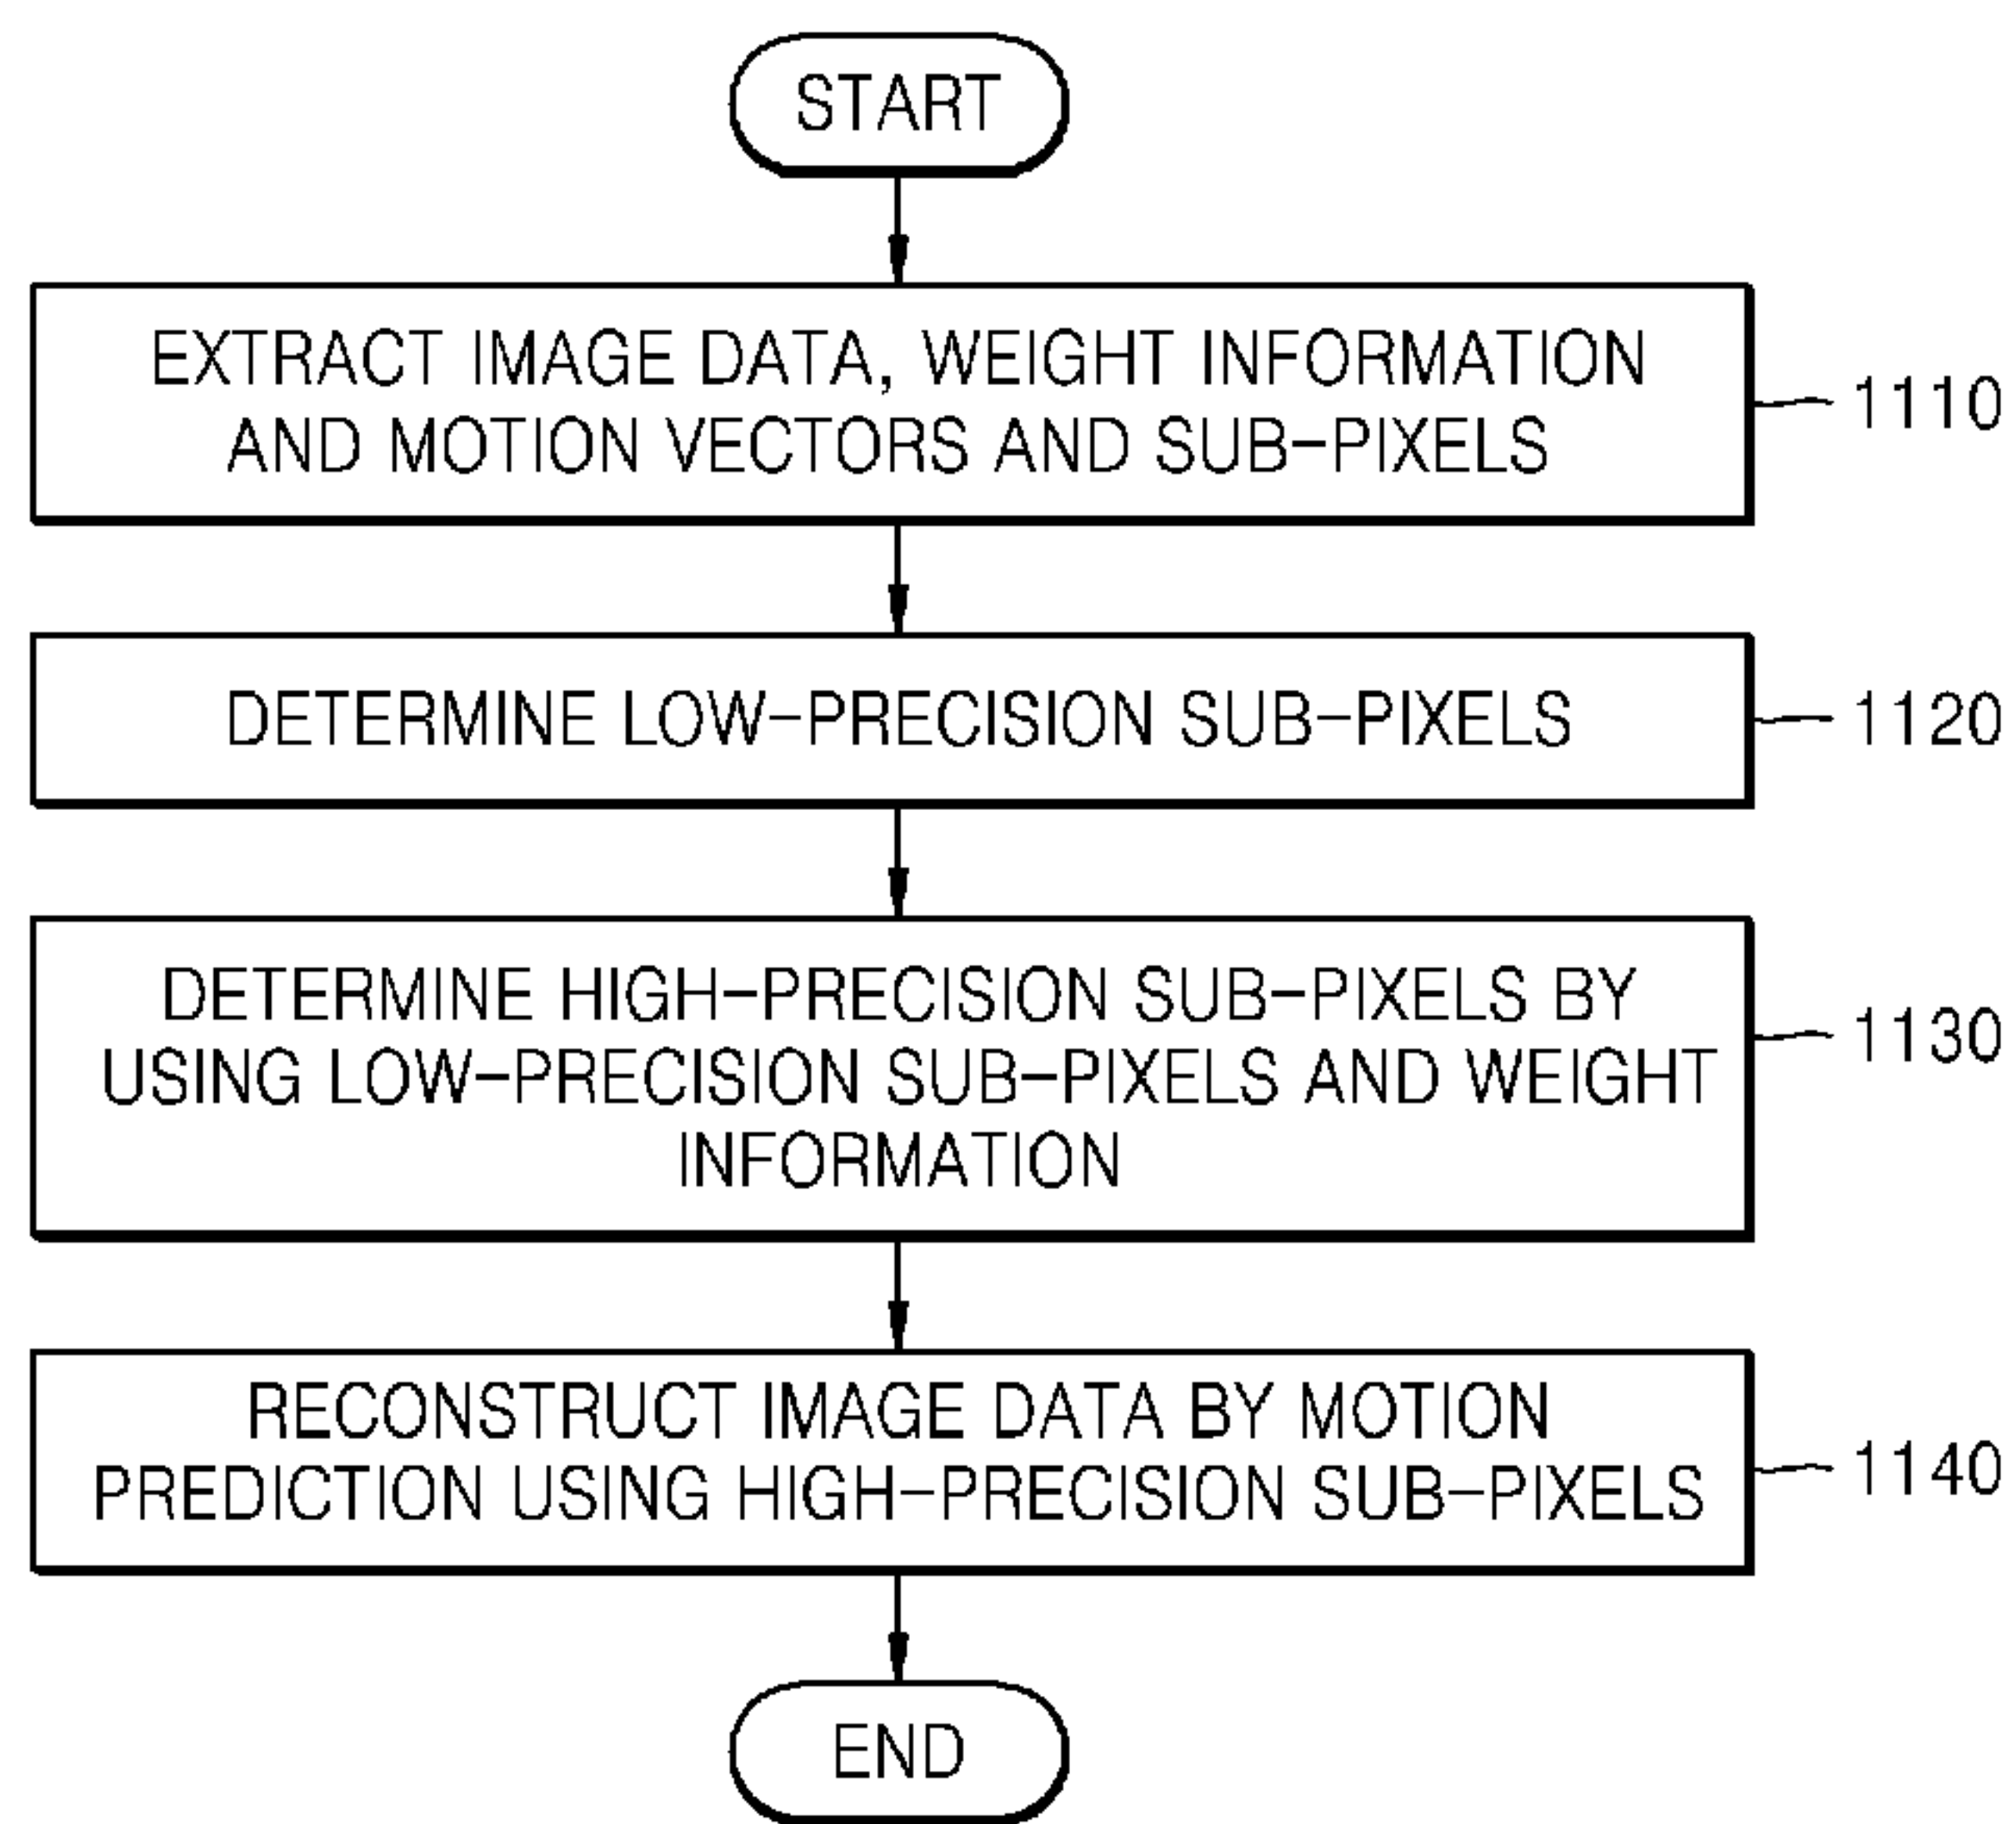 START
EXTRACT IMAGE DATA, WEIGHT INFORMATION
AND MOTION VECTORS AND SUB-PIXELS
1110
DETERMINE LOW-PRECISION SUB-PIXELS
1120
DETERMINE HIGH-PRECISION SUB-PIXELS BY
USING LOW-PRECISION SUB-PIXELS AND WEIGHT
INFORMATION
1130
RECONSTRUCT IMAGE DATA BY MOTION
PREDICTION USING HIGH-PRECISION SUB-PIXELS
1140
END